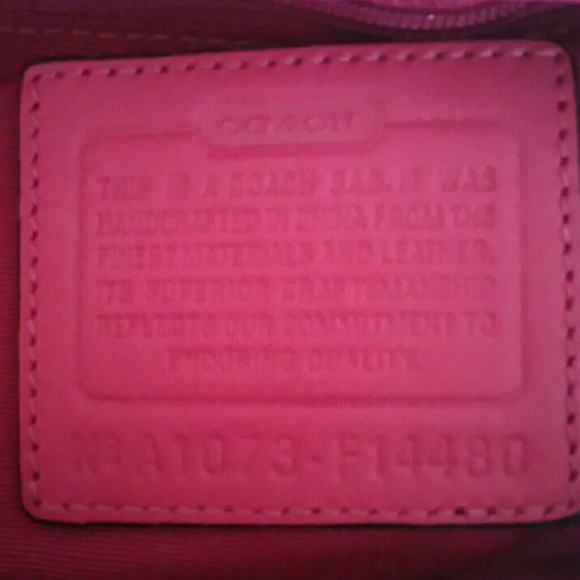 COACH
THIS IS A COACH BAG. IT WAS
HANDCRAFTED IN CHINA FROM THE
FINEST MATERIALS AND LEATHER.
ITS SUPERIOR CRAFTSMANSHIP
REFLECTS OUR COMMITMENT TO
ENDURING QUALITY.
Nº A1073-F14480